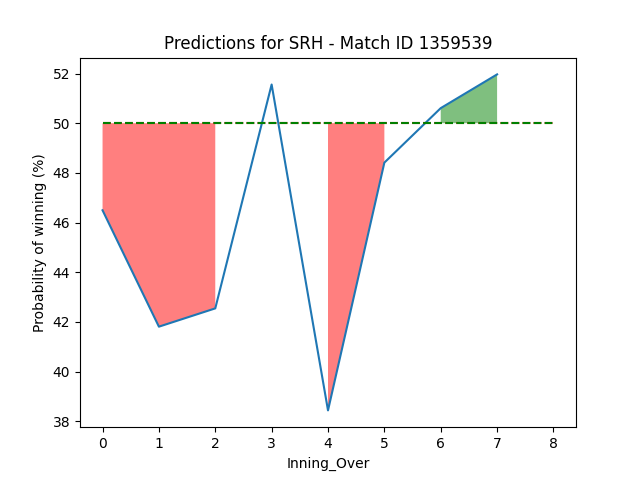 Predictions for SRH - Match ID 1359539
Probability of winning (%)
52
50
48
46
44
42
40
38
0 1 2 3 4 5 6 7 8
Inning_Over